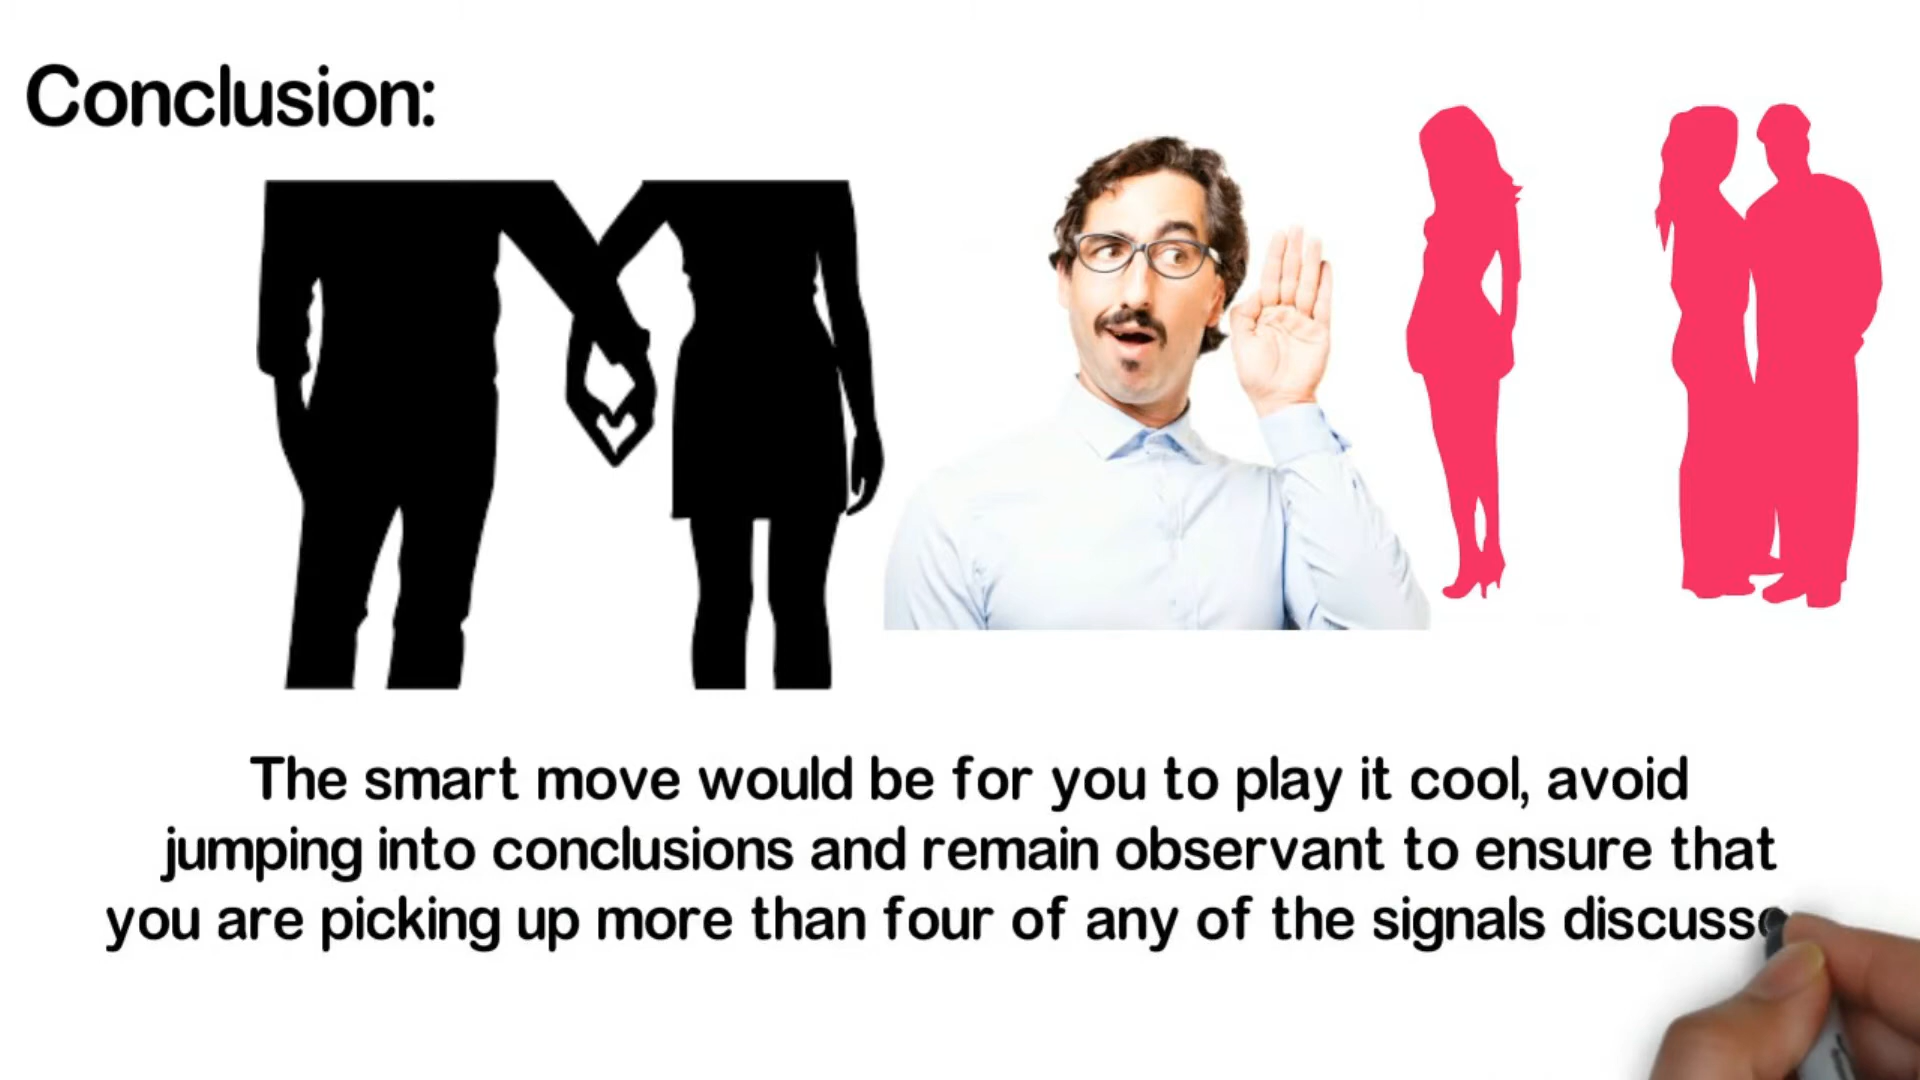 Conclusion:
The smart move would be for you to play it cool, avoid
jumping into conclusions and remain observant to ensure that
you are picking up more than four of any of the signals